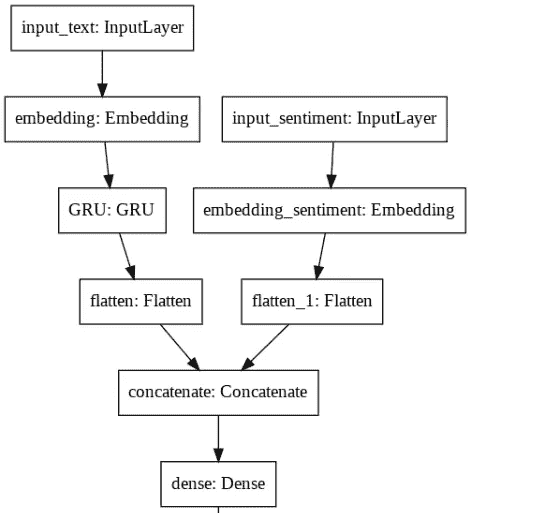 input_text: InputLayer
embedding: Embedding
input_sentiment: InputLayer
GRU: GRU
embedding_sentiment: Embedding
flatten: Flatten
flatten_1: Flatten
concatenate: Concatenate
dense: Dense